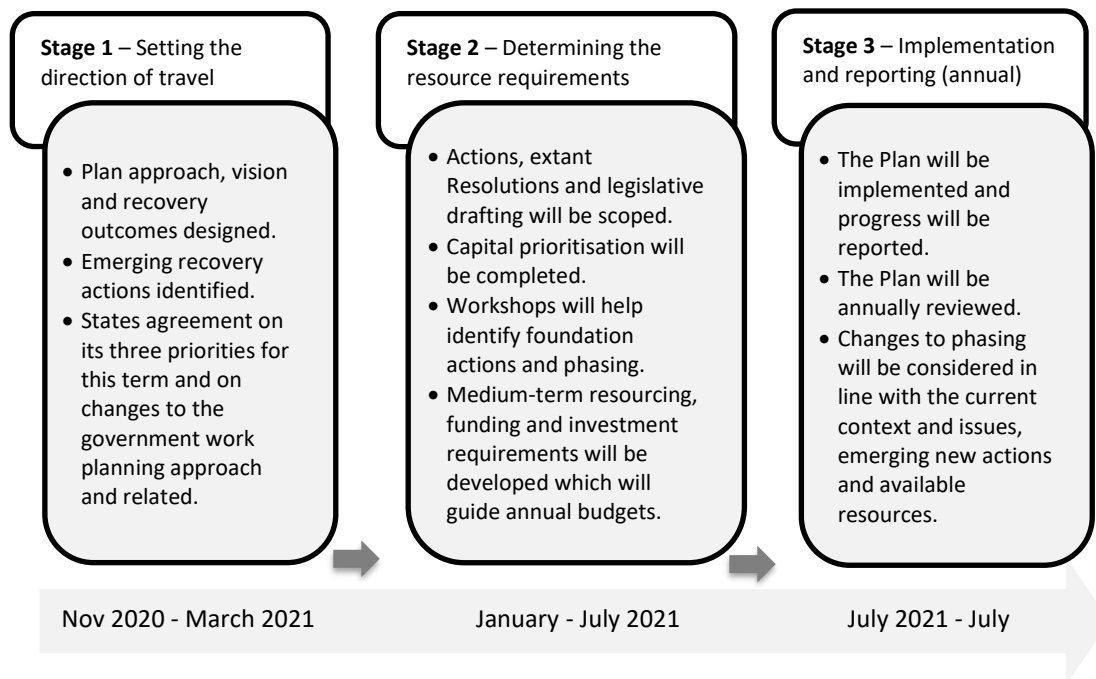 Stage 1 – Setting the
direction of travel
• Plan approach, vision
and recovery
outcomes designed.
• Emerging recovery
actions identified.
• States agreement on
its three priorities for
this term and on
changes to the
government work
planning approach
and related.
Stage 2 – Determining the
resource requirements
• Actions, extant
Resolutions and legislative
drafting will be scoped.
• Capital prioritisation will
be completed.
• Workshops will help
identify foundation
actions and phasing.
• Medium-term resourcing,
funding and investment
requirements will be
developed which will
guide annual budgets.
Stage 3 – Implementation
and reporting (annual)
• The Plan will be
implemented and
progress will be
reported.
• The Plan will be
annually reviewed.
• Changes to phasing
will be considered in
line with the current
context and issues,
emerging new actions
and available
resources.
Nov 2020 - March 2021
January - July 2021
July 2021 - July